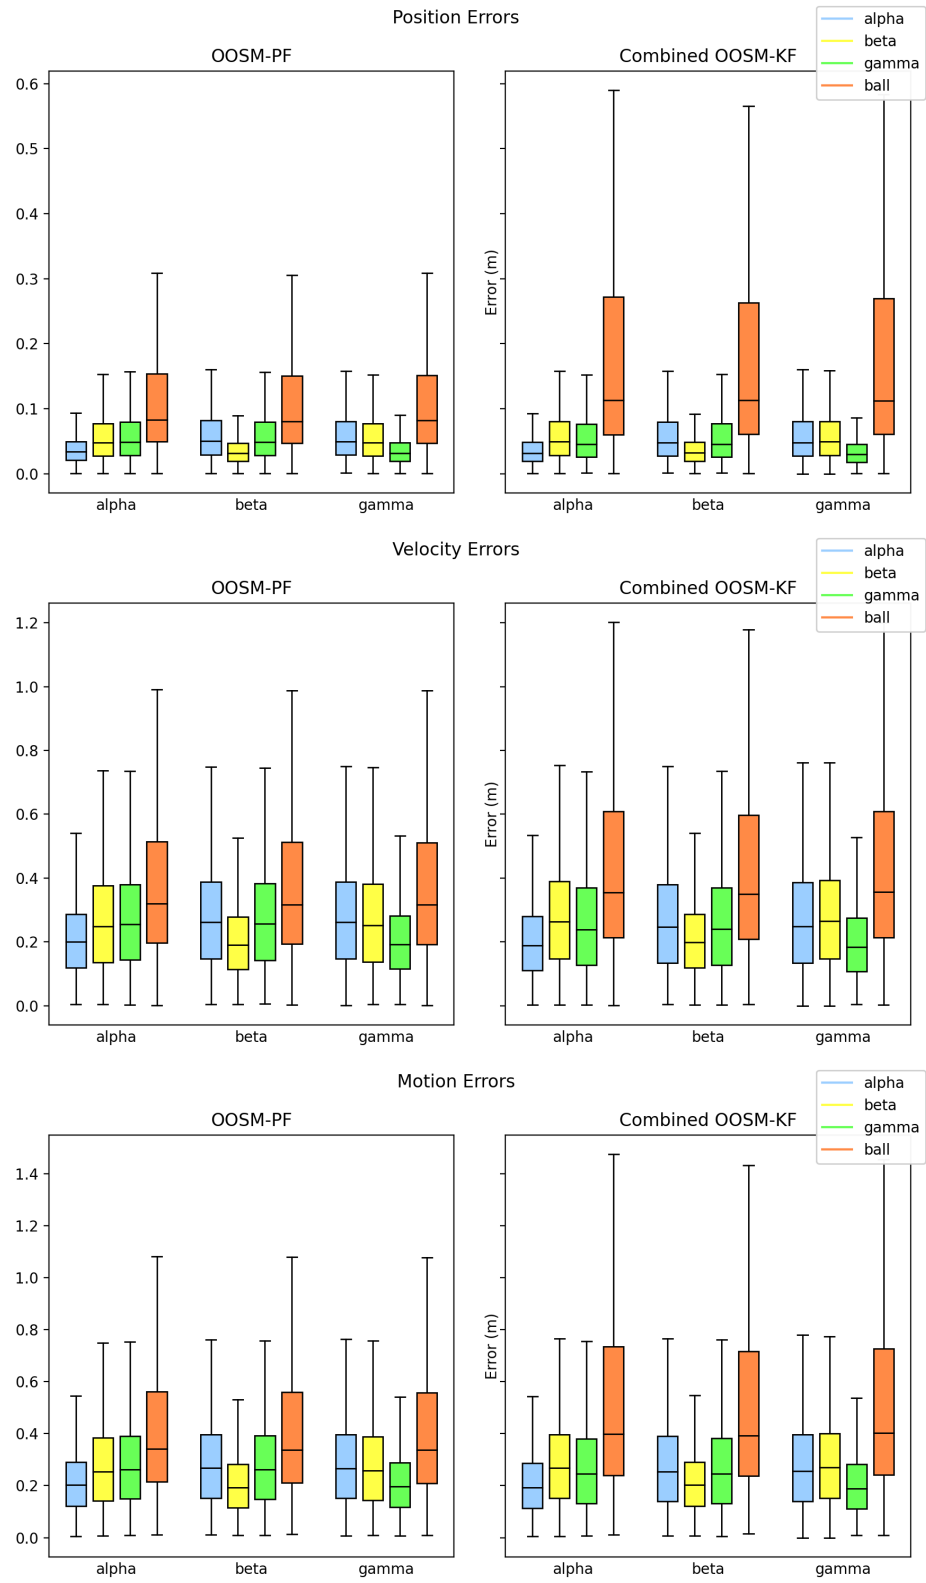 Position Errors
OOSM-PF
Combined OOSM-KF
alpha
beta
gamma
ball
0.6
0.5
0.4
0.3
0.2
0.1
0.0
Error (m)
alpha beta gamma
alpha beta gamma
Velocity Errors
OOSM-PF
Combined OOSM-KF
alpha
beta
gamma
ball
1.2
1.0
0.8
0.6
0.4
0.2
0.0
Error (m)
alpha beta gamma
alpha beta gamma
Motion Errors
OOSM-PF
Combined OOSM-KF
alpha
beta
gamma
ball
1.4
1.2
1.0
0.8
0.6
0.4
0.2
0.0
Error (m)
alpha beta gamma
alpha beta gamma